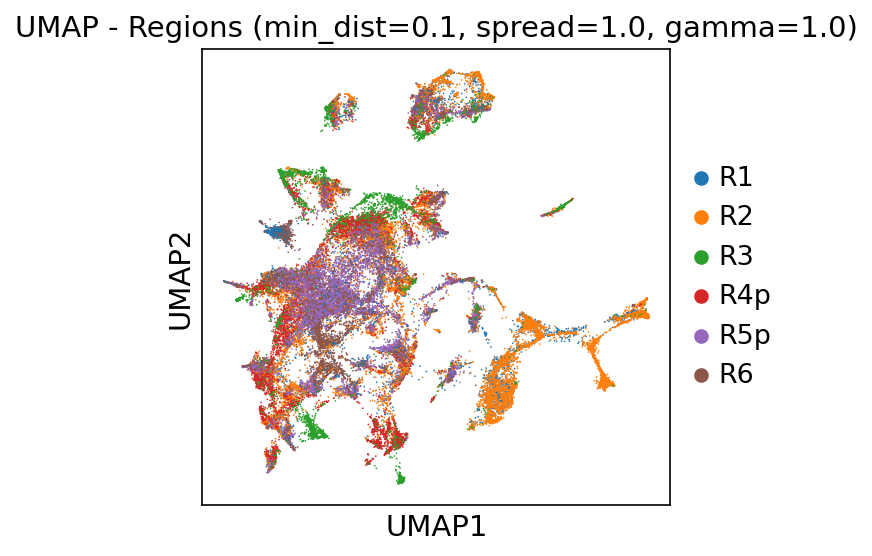 UMAP - Regions (min_dist=0.1, spread=1.0, gamma=1.0)
UMAP2
R1
R2
R3
R4p
R5p
R6
UMAP1